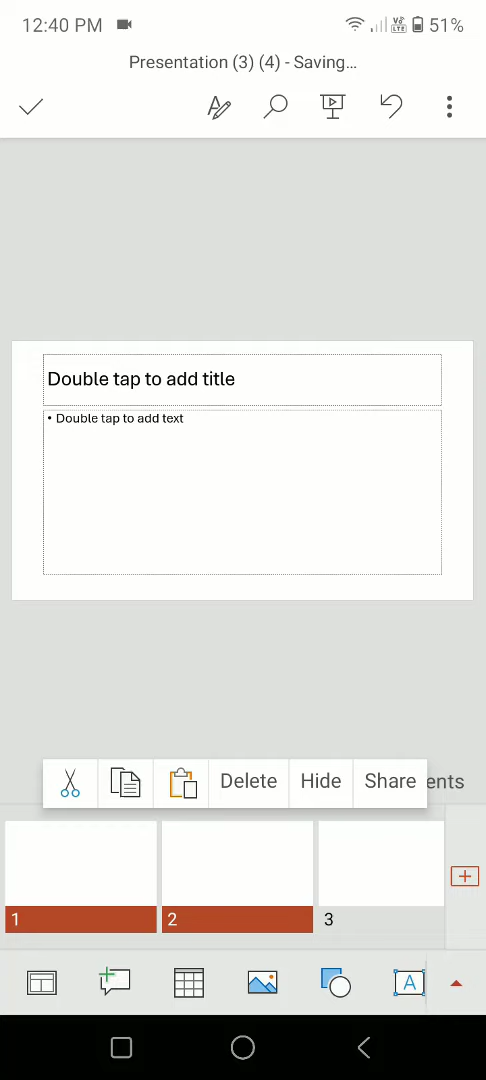 12:40 PM
51%
Presentation (3) (4) - Saving...
Double tap to add title
• Double tap to add text
Delete
Hide
Share
ents
1
2
3
A